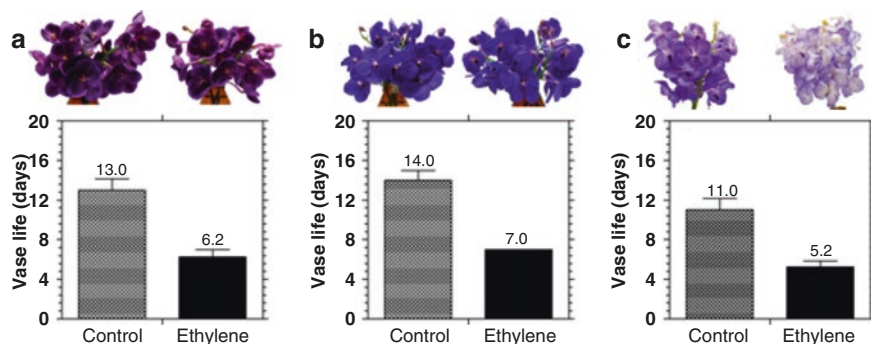 a
Vase life (days)
20
16
12
8
4
0
13.0
6.2
Control Ethylene
b
Vase life (days)
20
16
12
8
4
0
14.0
7.0
Control Ethylene
c
Vase life (days)
20
16
12
8
4
0
11.0
5.2
Control Ethylene